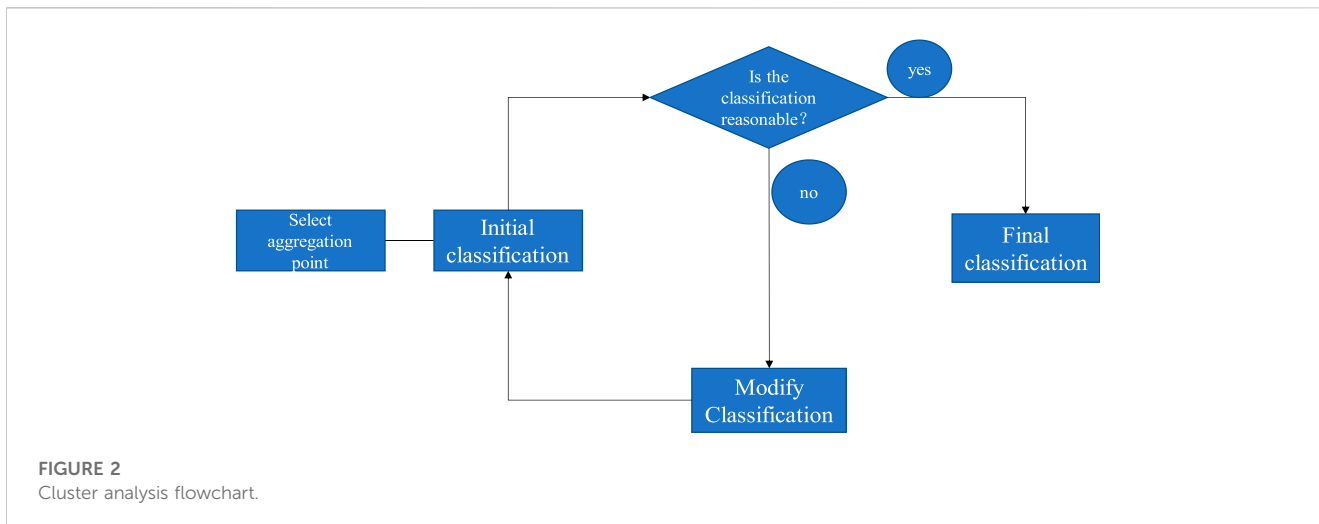 Is the
classification
reasonable?
yes
no
Select
aggregation
point
Initial
classification
Final
classification
Modify
Classification
FIGURE 2
Cluster analysis flowchart.